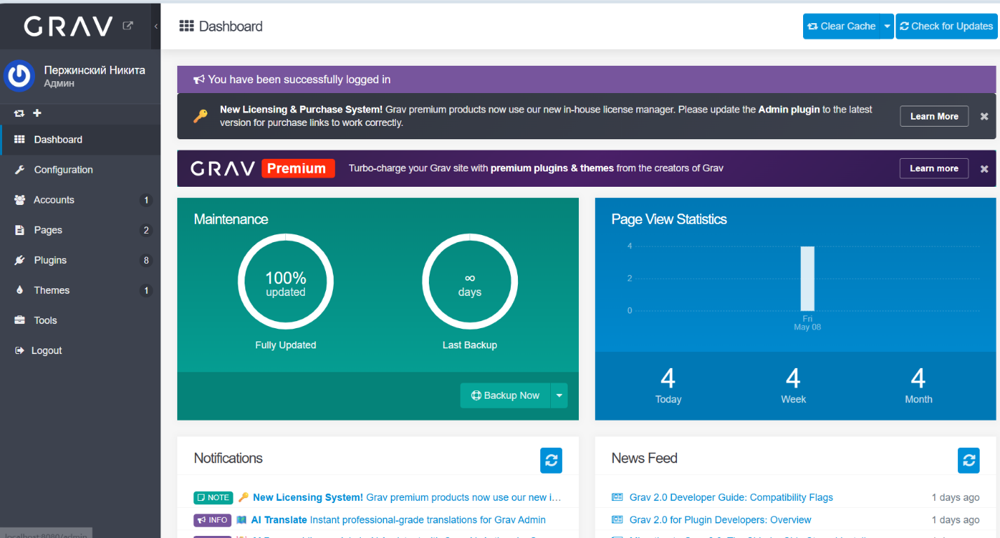 GRAV
Dashboard
Clear Cache
Check for Updates
Пержинский Никита
Админ
Dashboard
Configuration
Accounts 1
Pages 2
Plugins 8
Themes 1
Tools
Logout
You have been successfully logged in
New Licensing & Purchase System! Grav premium products now use our new in-house license manager. Please update the Admin plugin to the latest
version for purchase links to work correctly.
Learn More
GRAV Premium Turbo-charge your Grav site with premium plugins & themes from the creators of Grav
Learn more
Maintenance
100%
updated
Fully Updated
∞
days
Last Backup
Backup Now
Page View Statistics
4
2
0
Fri
May 08
4 4 4
Today Week Month
Notifications
NOTE New Licensing System! Grav premium products now use our new i…
INFO AI Translate Instant professional-grade translations for Grav Admin
News Feed
Grav 2.0 Developer Guide: Compatibility Flags 1 days ago
Grav 2.0 for Plugin Developers: Overview 1 days ago
localhost:8080/admin